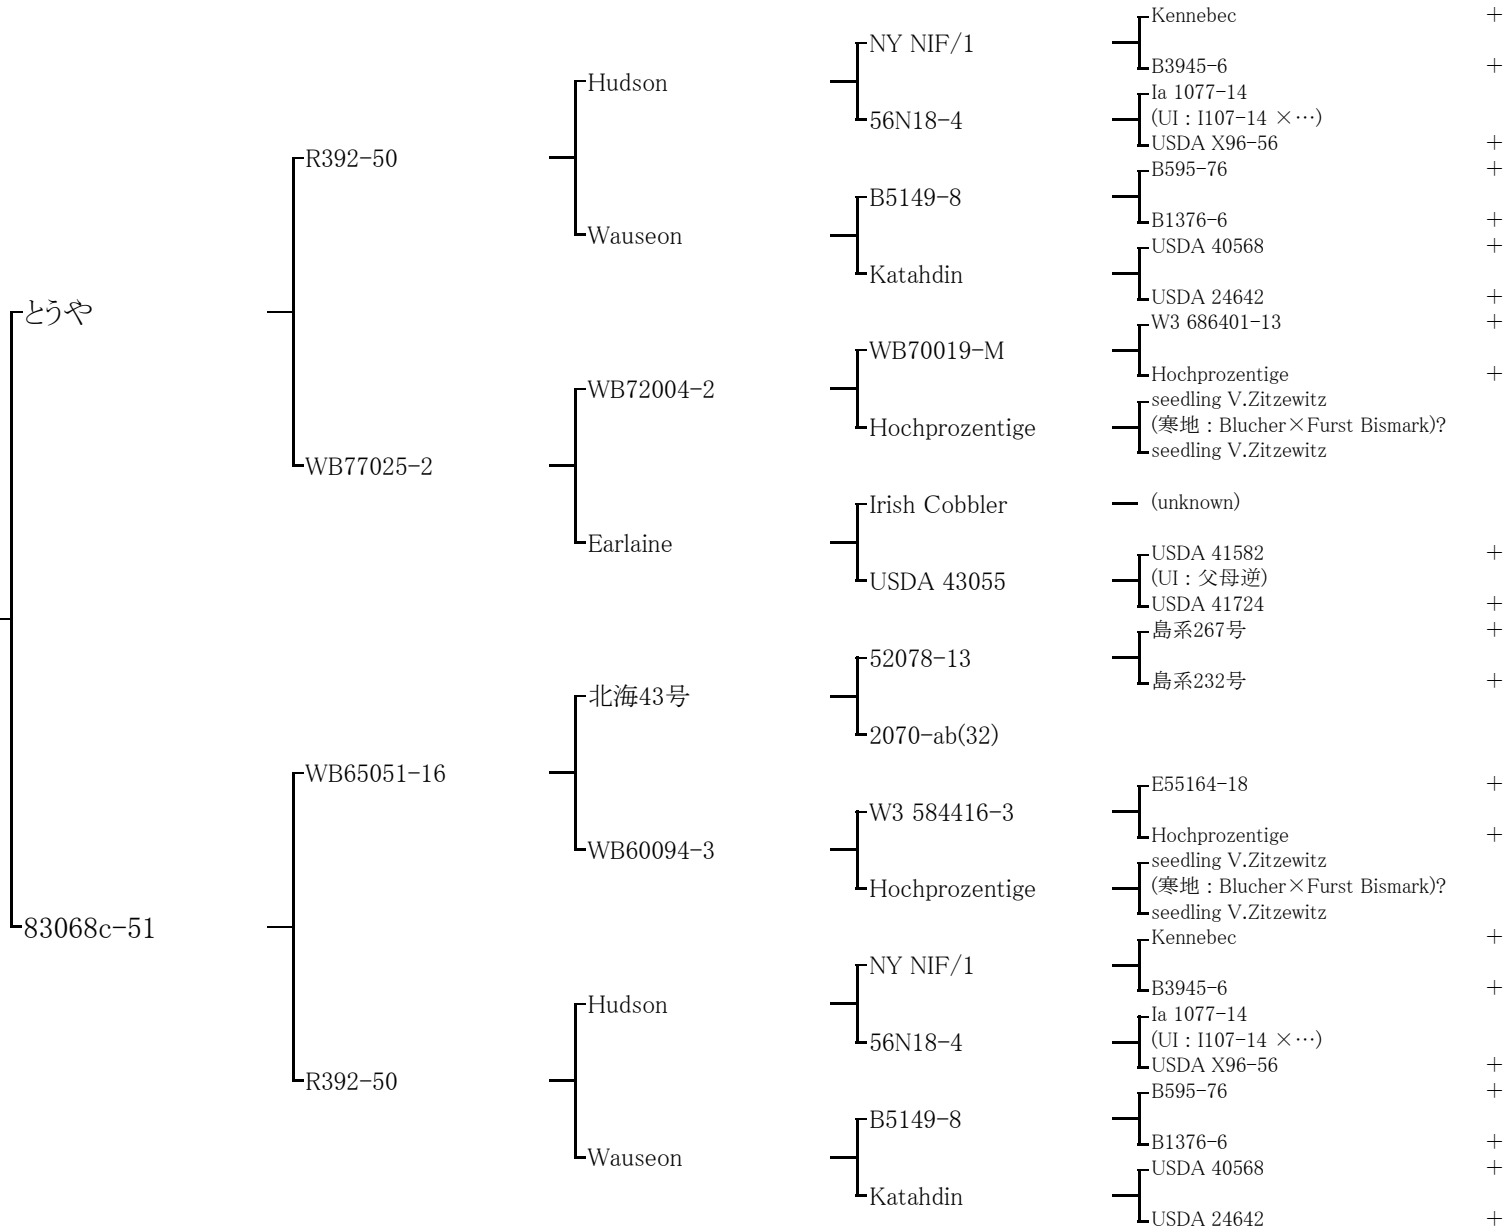 Kennebec +
NY NIF/1
B3945-6 +
Hudson
Ia 1077-14
56N18-4
(UI : I107-14 ×…)
USDA X96-56 +
R392-50
B595-76 +
B5149-8
B1376-6 +
Wauseon
USDA 40568 +
Katahdin
USDA 24642 +
とうや
W3 686401-13 +
WB70019-M
Hochprozentige +
WB72004-2
seedling V.Zitzewitz
Hochprozentige
(寒地 : Blucher×Furst Bismark)?
seedling V.Zitzewitz
WB77025-2
Irish Cobbler
(unknown)
Earlaine
USDA 41582 +
USDA 43055
(UI : 父母逆)
USDA 41724 +
島系267号 +
52078-13
島系232号 +
北海43号
2070-ab(32)
WB65051-16
E55164-18 +
W3 584416-3
Hochprozentige +
WB60094-3
seedling V.Zitzewitz
Hochprozentige
(寒地 : Blucher×Furst Bismark)?
seedling V.Zitzewitz
83068c-51
Kennebec +
NY NIF/1
B3945-6 +
Hudson
Ia 1077-14
56N18-4
(UI : I107-14 ×…)
USDA X96-56 +
R392-50
B595-76 +
B5149-8
B1376-6 +
Wauseon
USDA 40568 +
Katahdin
USDA 24642 +